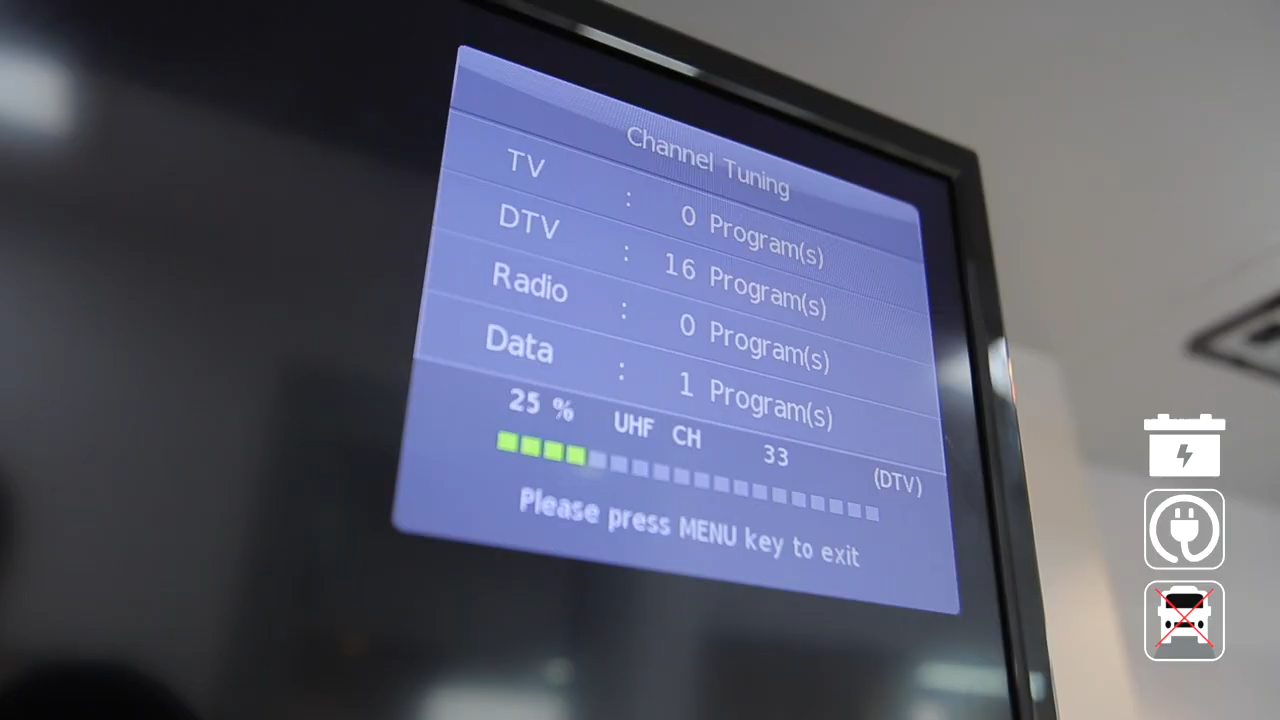 Channel Tuning
TV : 0 Program(s)
DTV : 16 Program(s)
Radio : 0 Program(s)
Data : 1 Program(s)
25 % UHF CH 33 (DTV)
Please press MENU key to exit